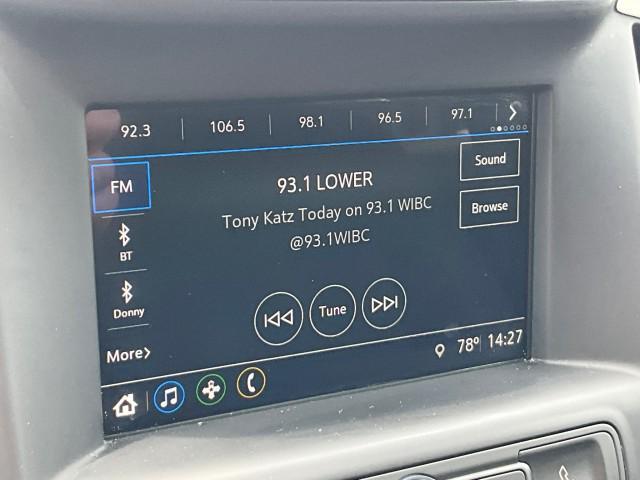 92.3 106.5 98.1 96.5 97.1
FM
93.1 LOWER
Sound
Tony Katz Today on 93.1 WIBC
Browse
@93.1WIBC
BT
Donny
Tune
More
78° 14:27